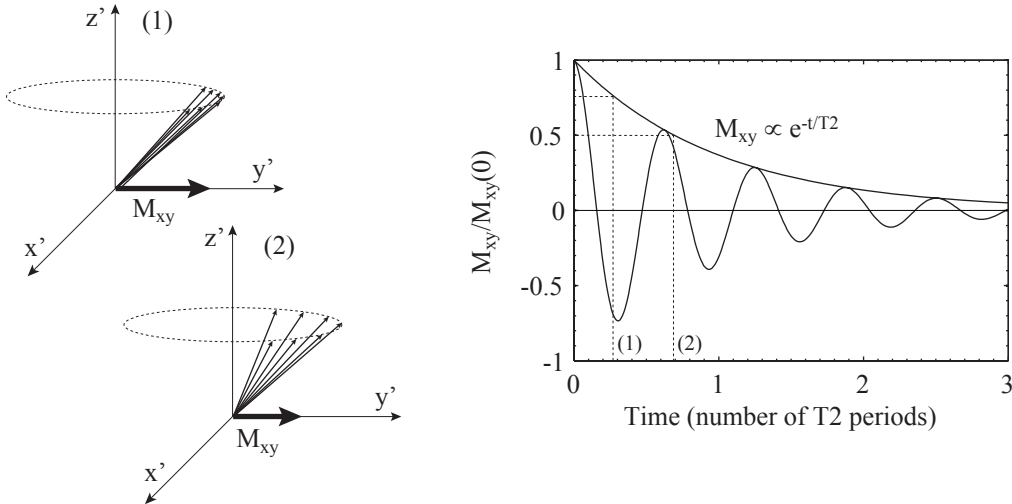 z’
(1)
y’
M_xy
x’
z’
(2)
y’
M_xy
x’
M_xy/M_xy(0)
1
0.5
0
-0.5
-1
M_xy ∝ e^-t/T2
(1)
(2)
0
1
2
3
Time (number of T2 periods)